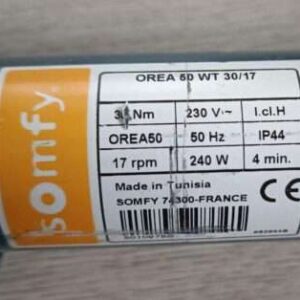 somfy
OREA 50 WT 30/17
Nm 230 V~ I.cl.H
OREA50 50 Hz IP44
17 rpm 240 W 4 min.
Made in Tunisia
SOMFY 74300-FRANCE
CE